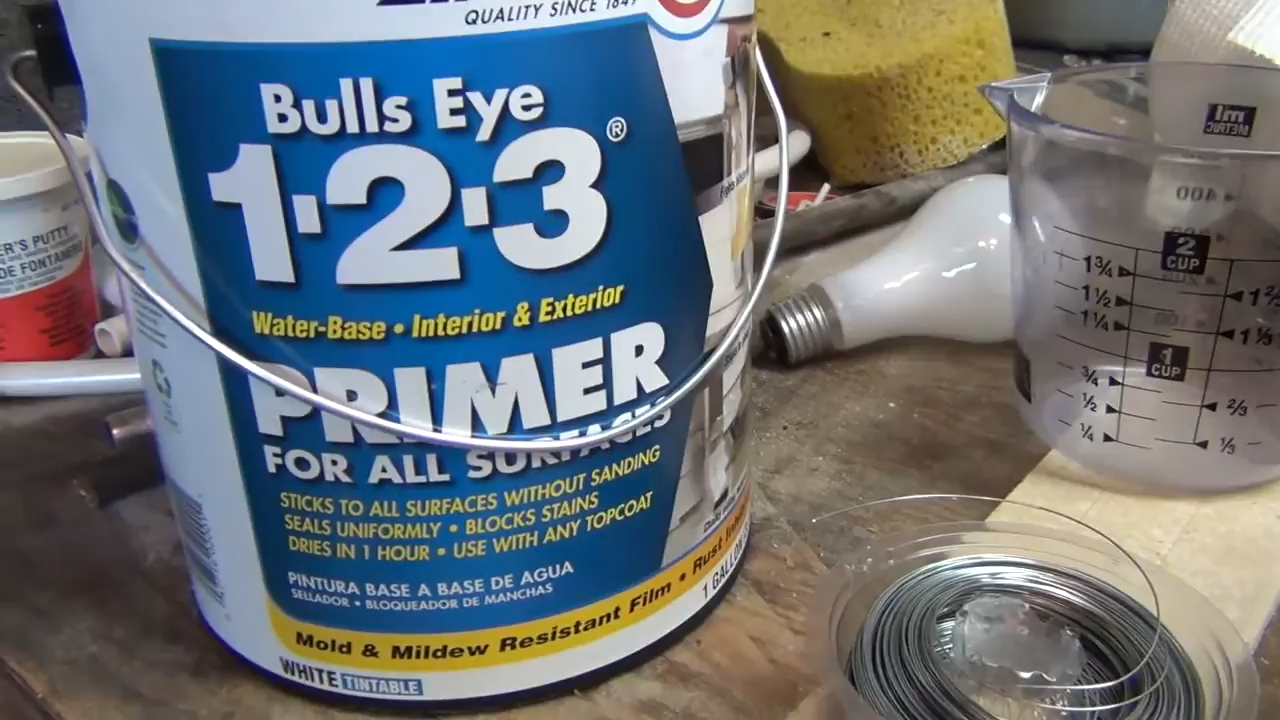 QUALITY SINCE 1849
Bulls Eye
1·2·3®
Water-Base • Interior & Exterior
PRIMER
FOR ALL SURFACES
STICKS TO ALL SURFACES WITHOUT SANDING
SEALS UNIFORMLY • BLOCKS STAINS
DRIES IN 1 HOUR • USE WITH ANY TOPCOAT
PINTURA BASE A BASE DE AGUA
SELLADOR • BLOQUEADOR DE MANCHAS
Mold & Mildew Resistant Film • Rust
1 GALLON
WHITE TINTABLE
ER'S PUTTY
DE FONTANERA
ml
METRIC
400
2
CUP
1¾
1½
1¼
1
CUP
¾
½
¼
1⅓
⅔
⅓